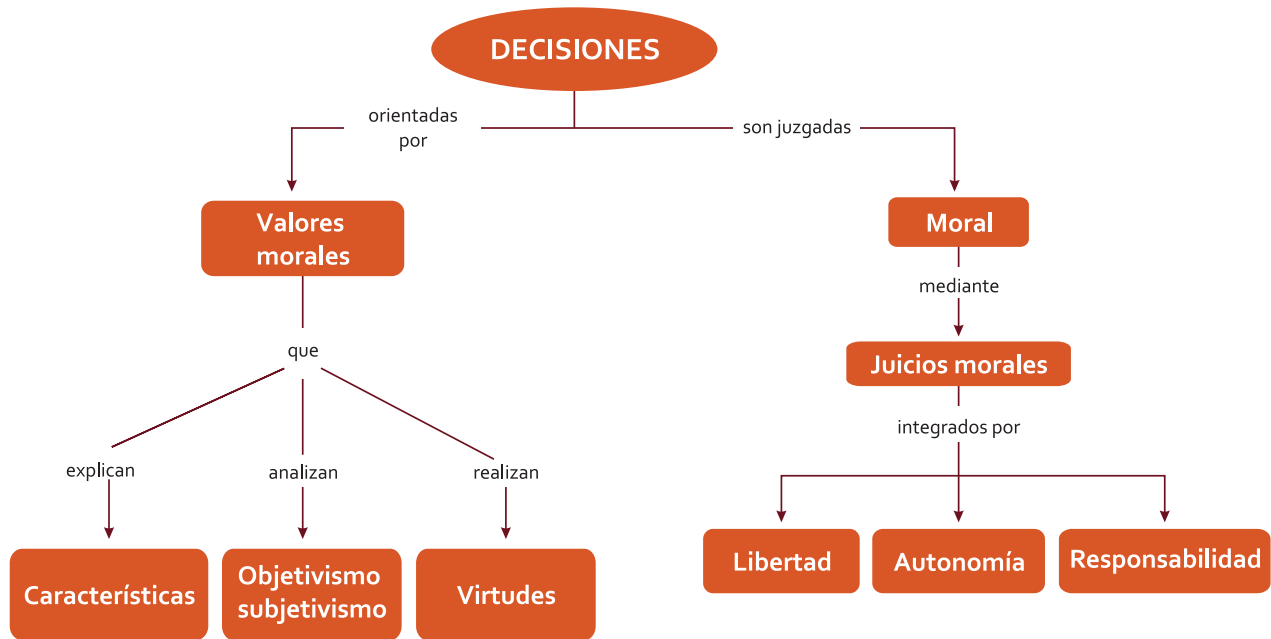 DECISIONES
orientadas
por
son juzgadas
Valores
morales
Moral
mediante
que
Juicios morales
integrados por
explican
analizan
realizan
Características
Objetivismo
subjetivismo
Virtudes
Libertad
Autonomía
Responsabilidad